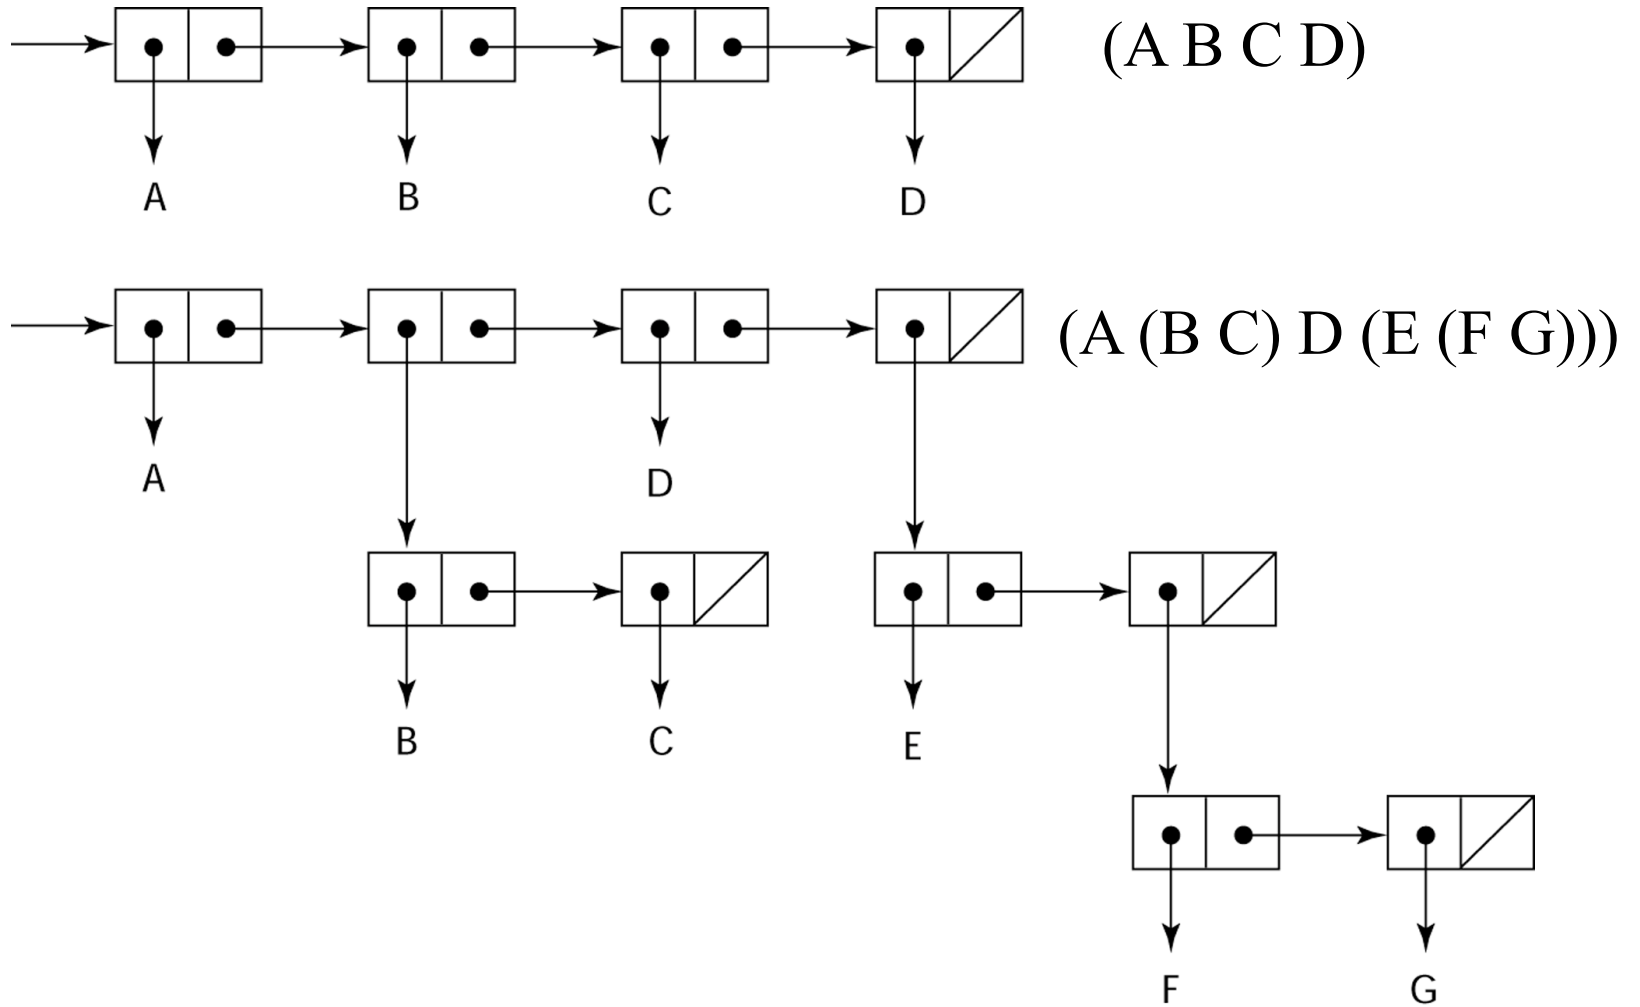 (A B C D)
A B C D
(A (B C) D (E (F G)))
A D
B C E
F G